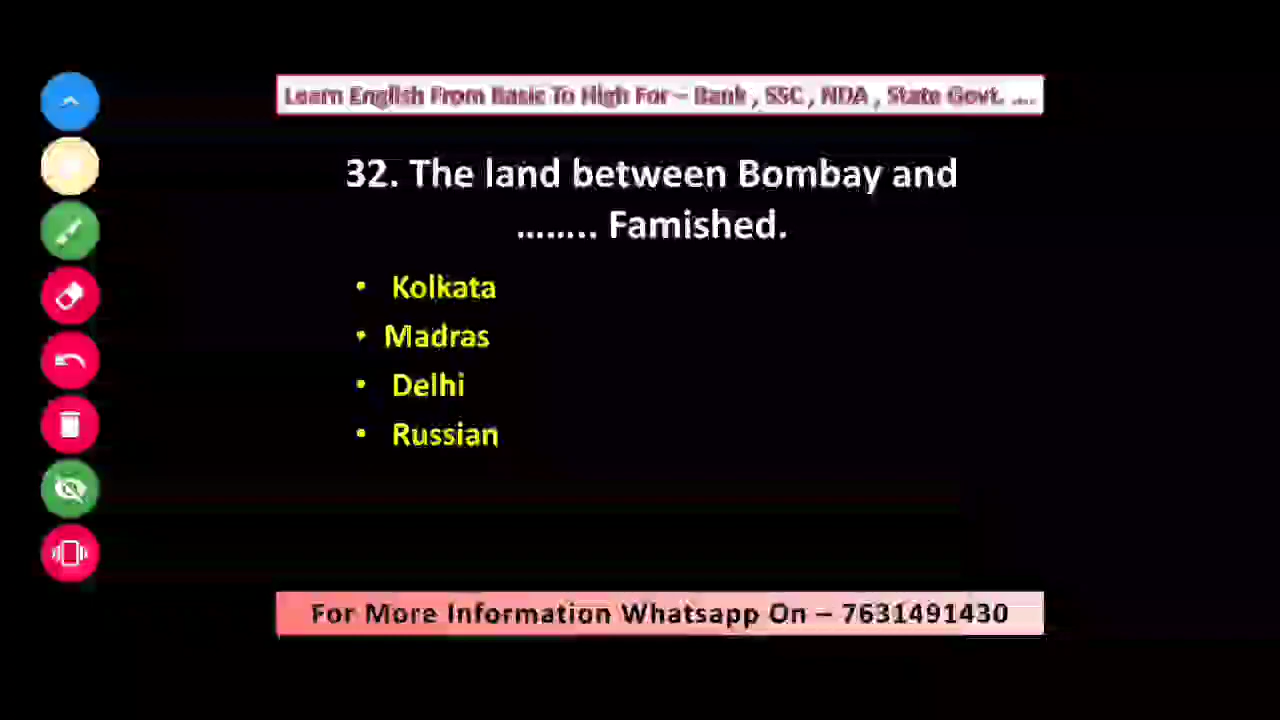 Learn English From Basic To High For – Bank , SSC , NDA , State Govt. ....
32. The land between Bombay and
........ Famished.
• Kolkata
• Madras
• Delhi
• Russian
For More Information Whatsapp On – 7631491430